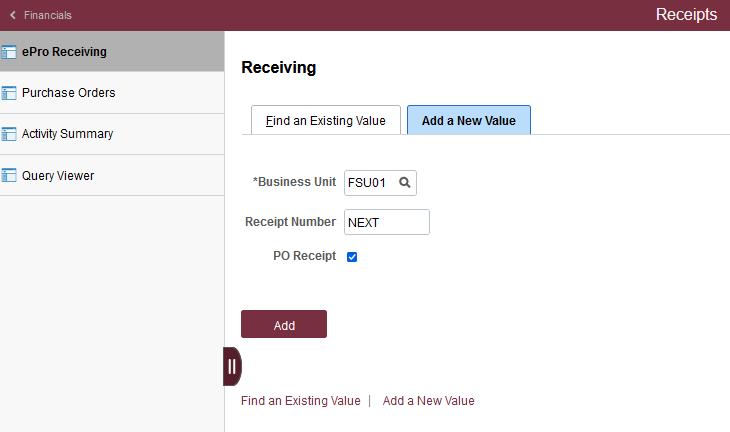 Financials
Receipts
ePro Receiving
Purchase Orders
Activity Summary
Query Viewer
Receiving
Find an Existing Value
Add a New Value
*Business Unit FSU01
Receipt Number NEXT
PO Receipt
Add
Find an Existing Value | Add a New Value